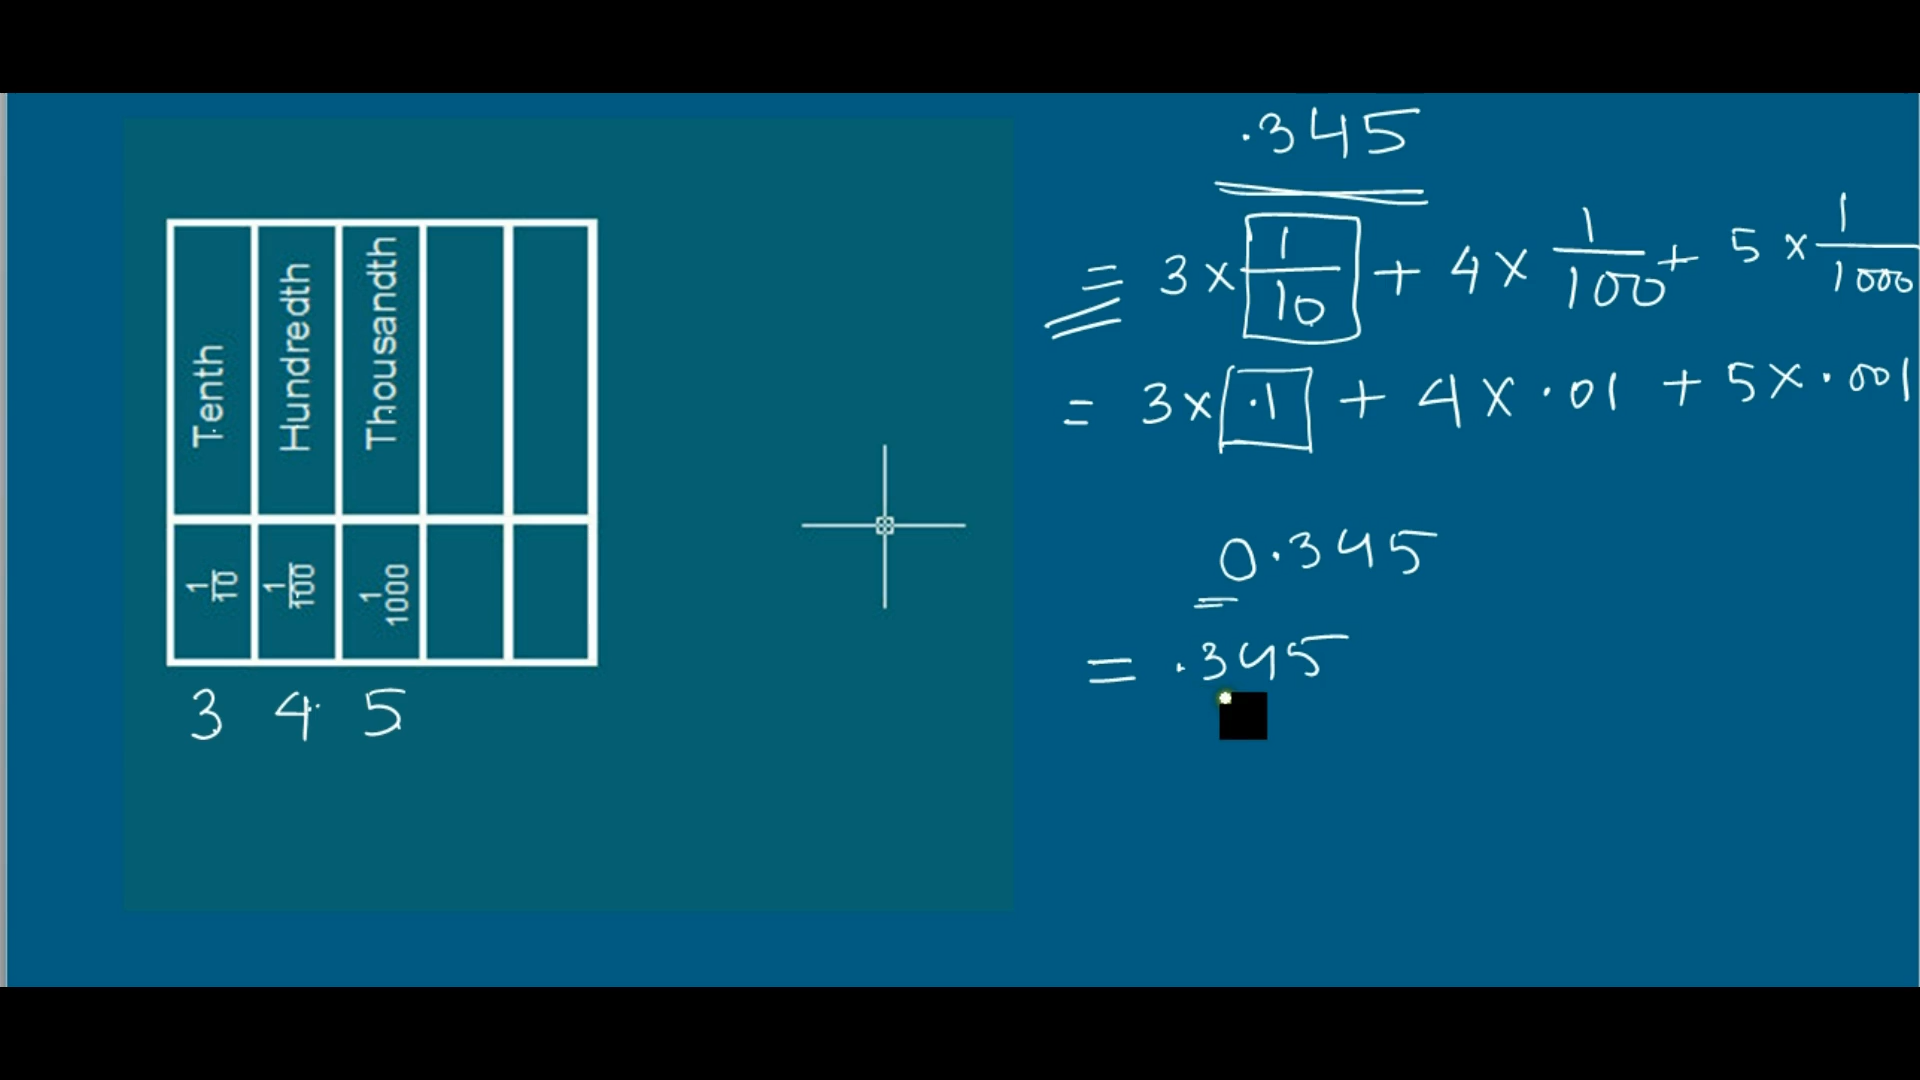 Tenth Hundredth Thousandth
1/10 1/100 1/1000
3 4 5
.345
= 3 × 1/10 + 4 × 1/100 + 5 × 1/1000
= 3 × .1 + 4 × .01 + 5 × .001
0.345
= .345